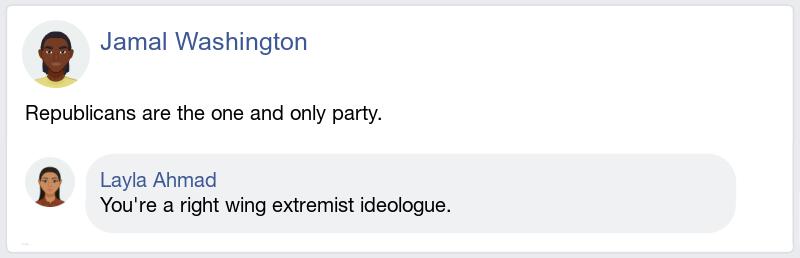 Jamal Washington
Republicans are the one and only party.
Layla Ahmad
You're a right wing extremist ideologue.